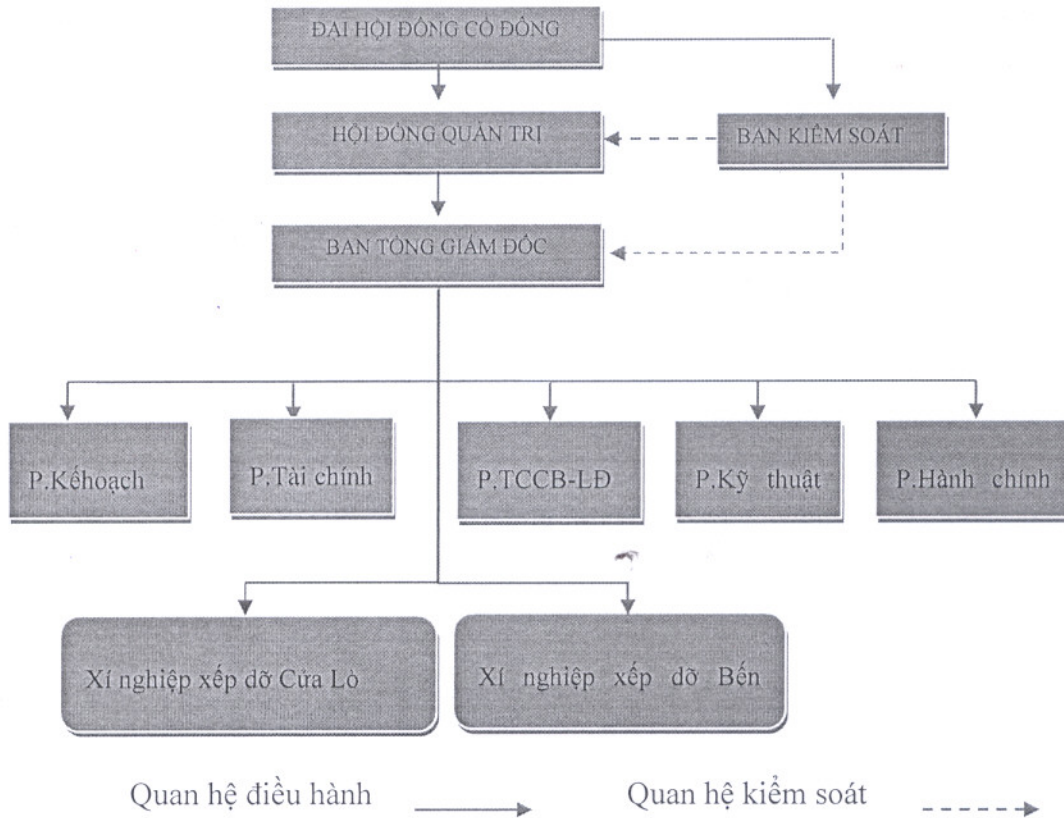 ĐẠI HỘI ĐỒNG CỔ ĐÔNG
HỘI ĐỒNG QUẢN TRỊ
BAN KIỂM SOÁT
BAN TỔNG GIÁM ĐỐC
P.Kếhoạch
P.Tài chính
P.TCCB-LĐ
P.Kỹ thuật
P.Hành chính
Xí nghiệp xếp dỡ Cửa Lò
Xí nghiệp xếp dỡ Bến
Quan hệ điều hành
Quan hệ kiểm soát